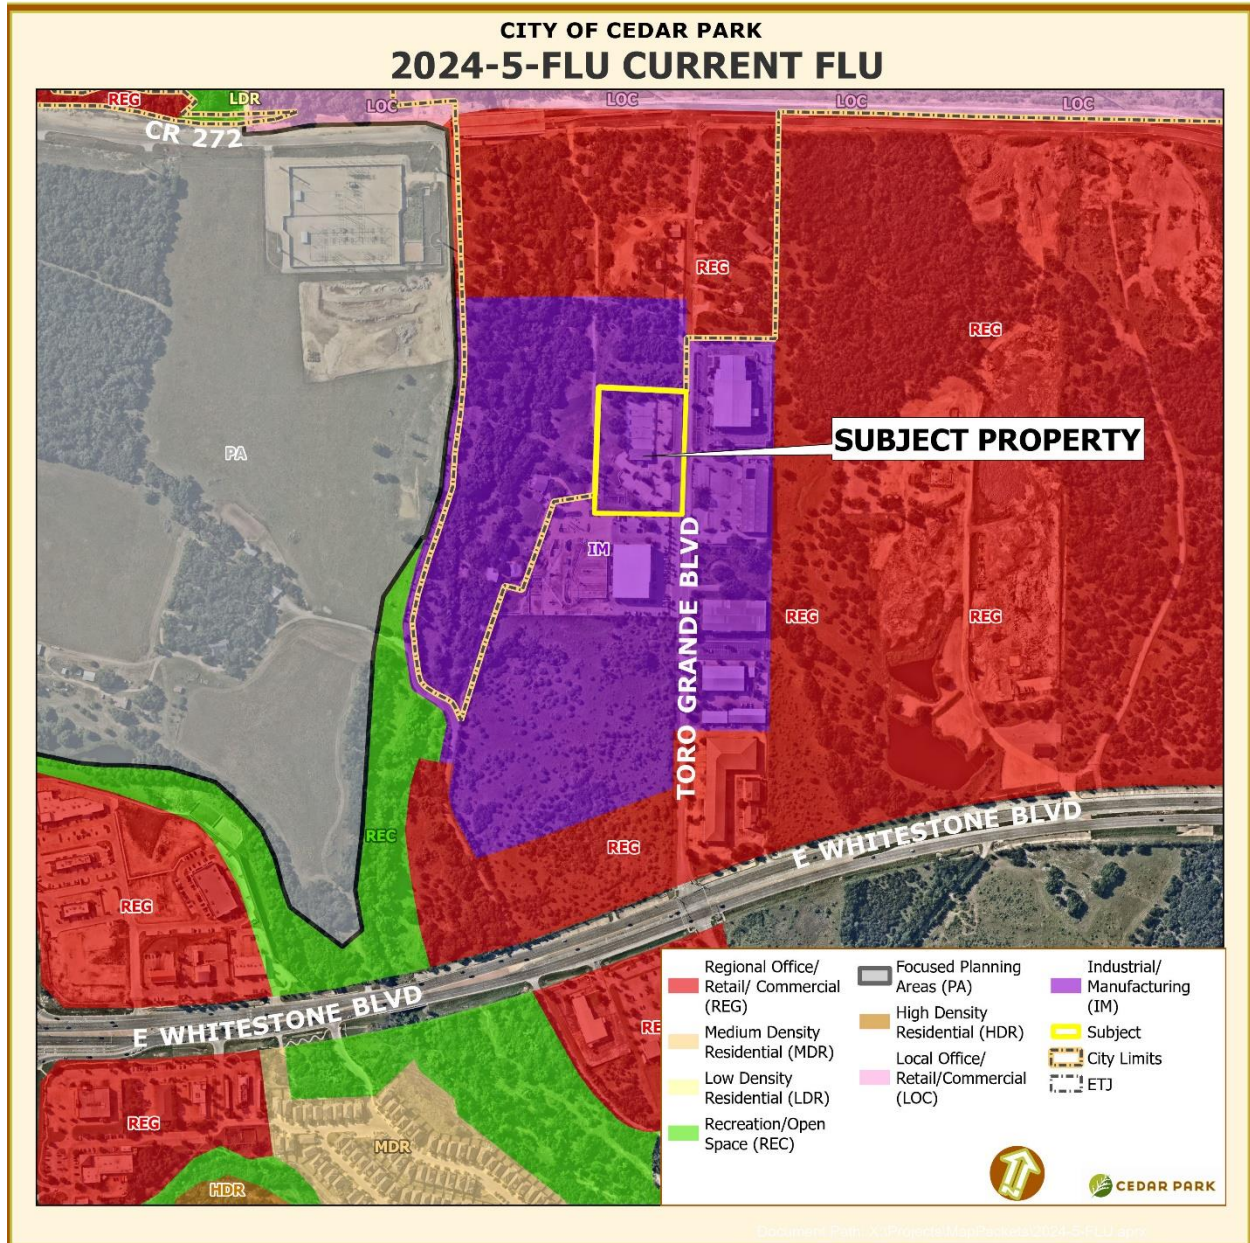 CITY OF CEDAR PARK
2024-5-FLU CURRENT FLU
REG
LDR
LOC
LOC
LOC
LOC
CR 272
REG
REG
SUBJECT PROPERTY
PA
IM
TORO GRANDE BLVD
REG
REG
REC
REG
E WHITESTONE BLVD
REG
E WHITESTONE BLVD
RE
REG
MDR
HDR
Regional Office/
Retail/ Commercial
(REG)
Medium Density
Residential (MDR)
Low Density
Residential (LDR)
Recreation/Open
Space (REC)
Focused Planning
Areas (PA)
High Density
Residential (HDR)
Local Office/
Retail/Commercial
(LOC)
Industrial/
Manufacturing
(IM)
Subject
City Limits
ETJ
CEDAR PARK